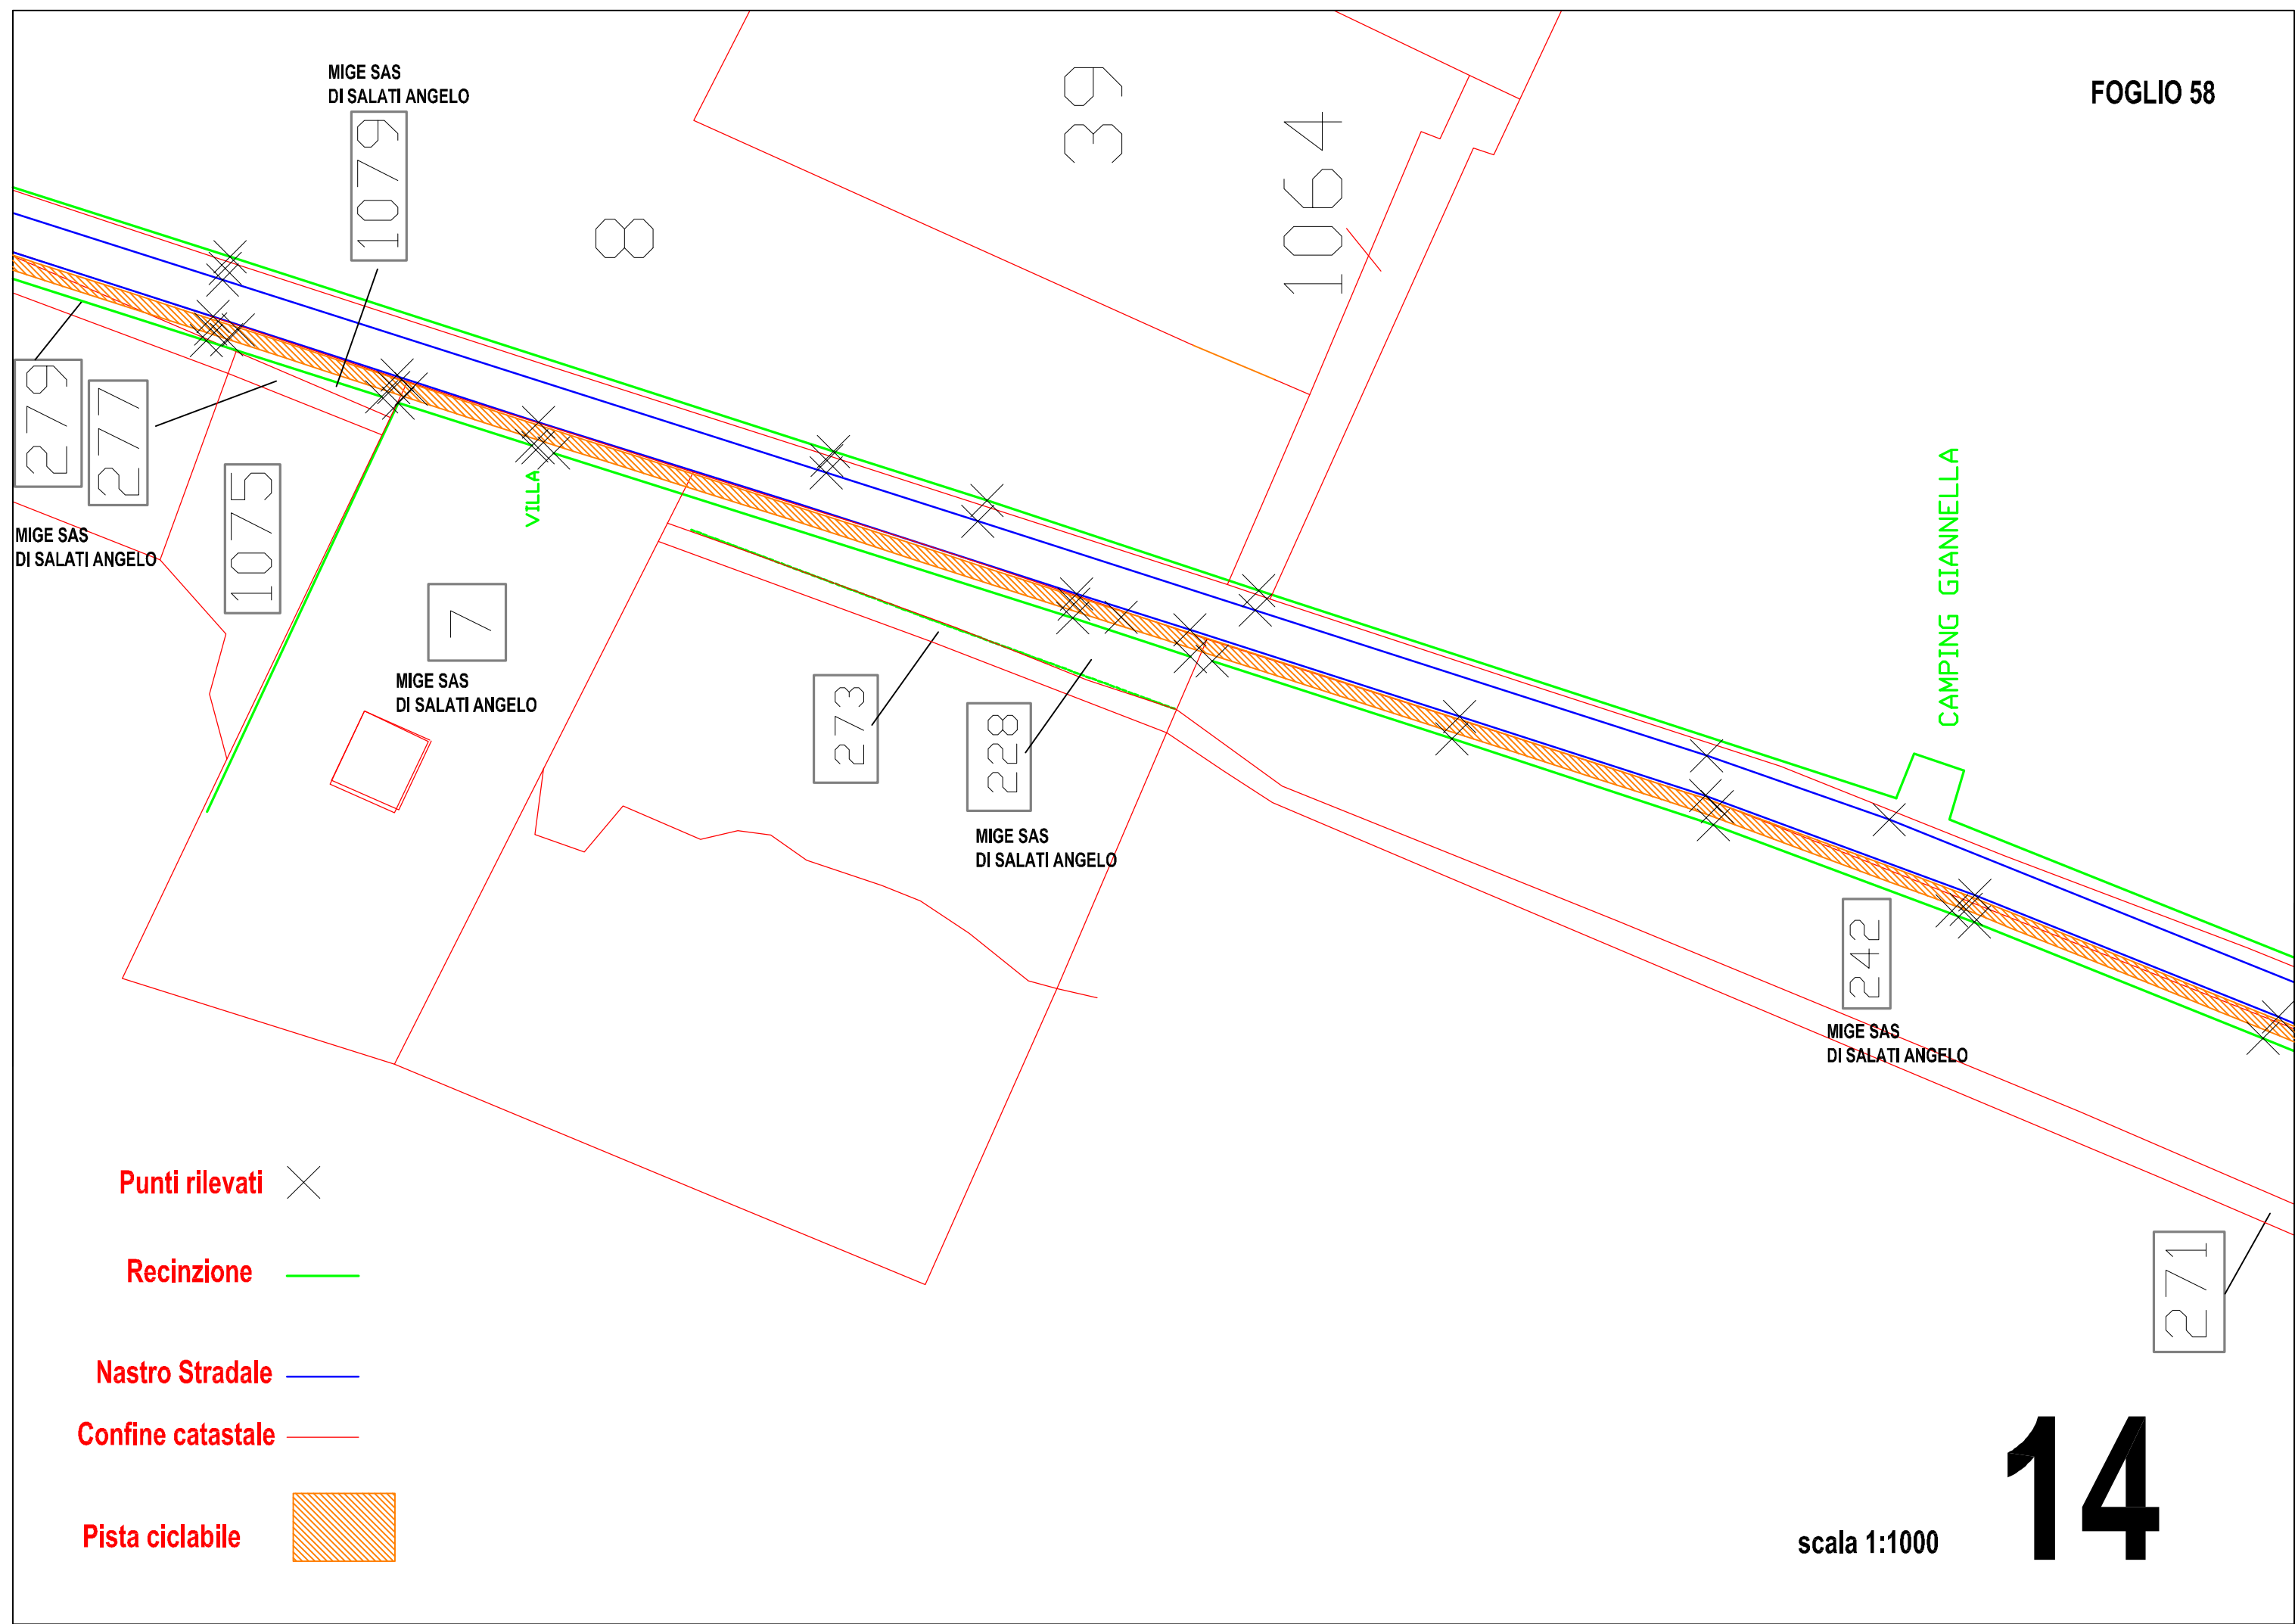 FOGLIO 58
MIGE SAS
DI SALATI ANGELO
1079
8
39
1064
279
277
1075
MIGE SAS
DI SALATI ANGELO
VILLA
7
MIGE SAS
DI SALATI ANGELO
273
228
MIGE SAS
DI SALATI ANGELO
CAMPING GIANNELLA
242
MIGE SAS
DI SALATI ANGELO
271
Punti rilevati
Recinzione
Nastro Stradale
Confine catastale
Pista ciclabile
scala 1:1000
14